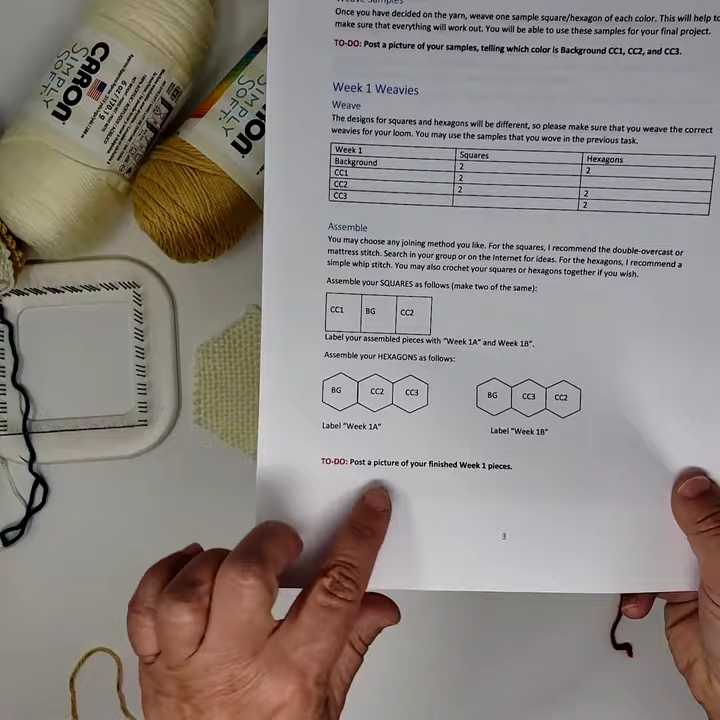 Weave Samples
Once you have decided on the yarn, weave one sample square/hexagon of each color. This will help to
make sure that everything will work out. You will be able to use these samples for your final project.
TO-DO: Post a picture of your samples, telling which color is Background CC1, CC2, and CC3.
Week 1 Weavies
Weave
The designs for squares and hexagons will be different, so please make sure that you weave the correct
weavies for your loom. You may use the samples that you wove in the previous task.
Week 1 Squares Hexagons
Background 2 2
CC1 2
CC2 2 2
CC3 2
Assemble
You may choose any joining method you like. For the squares, I recommend the double-overcast or
mattress stitch. Search in your group or on the Internet for ideas. For the hexagons, I recommend a
simple whip stitch. You may also crochet your squares or hexagons together if you wish.
Assemble your SQUARES as follows (make two of the same):
CC1 BG CC2
Label your assembled pieces with "Week 1A" and Week 1B".
Assemble your HEXAGONS as follows:
BG CC2 CC3 BG CC3 CC2
Label "Week 1A" Label "Week 1B"
TO-DO: Post a picture of your finished Week 1 pieces.
3
CARON
SIMPLY
SOFT
6 oz / 170.1 g
SIMPLY
SOFT